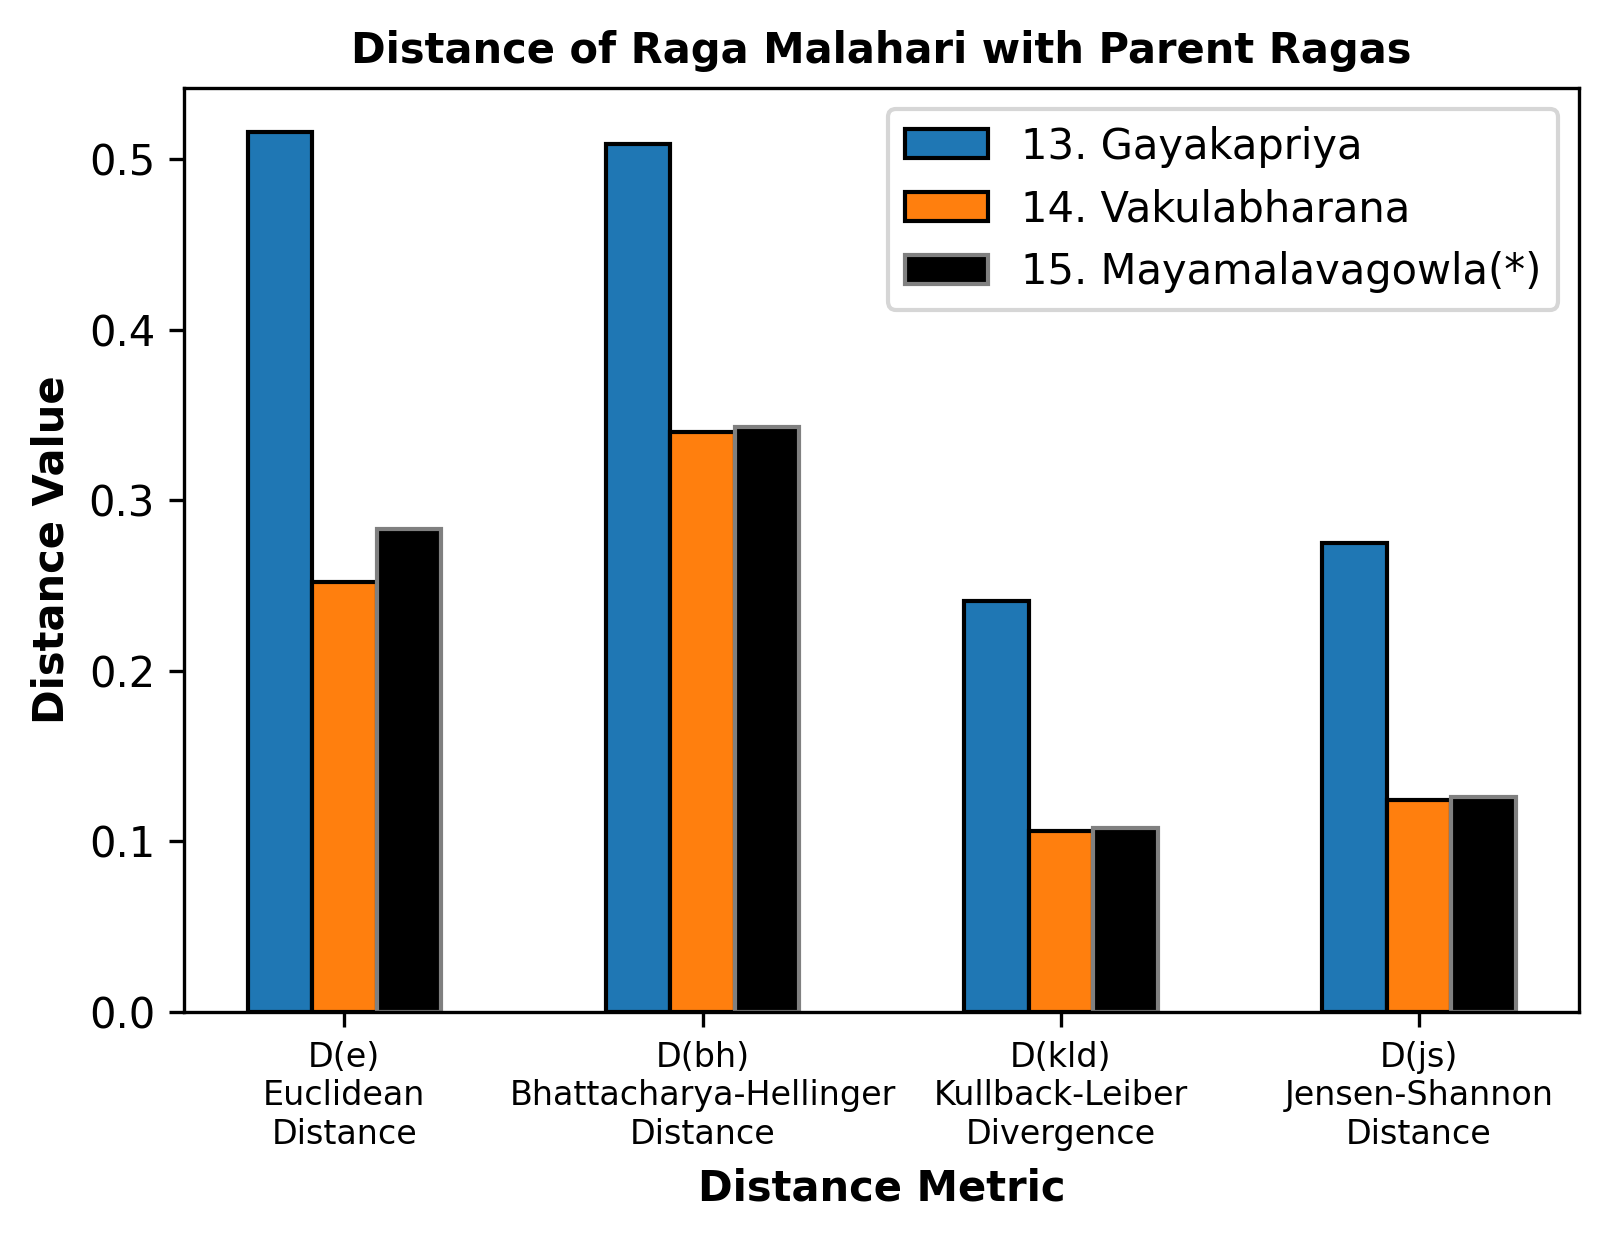 Distance of Raga Malahari with Parent Ragas
13. Gayakapriya
14. Vakulabharana
15. Mayamalavagowla(*)
Distance Value
0.5
0.4
0.3
0.2
0.1
0.0
D(e)
Euclidean
Distance
D(bh)
Bhattacharya-Hellinger
Distance
D(kld)
Kullback-Leiber
Divergence
D(js)
Jensen-Shannon
Distance
Distance Metric